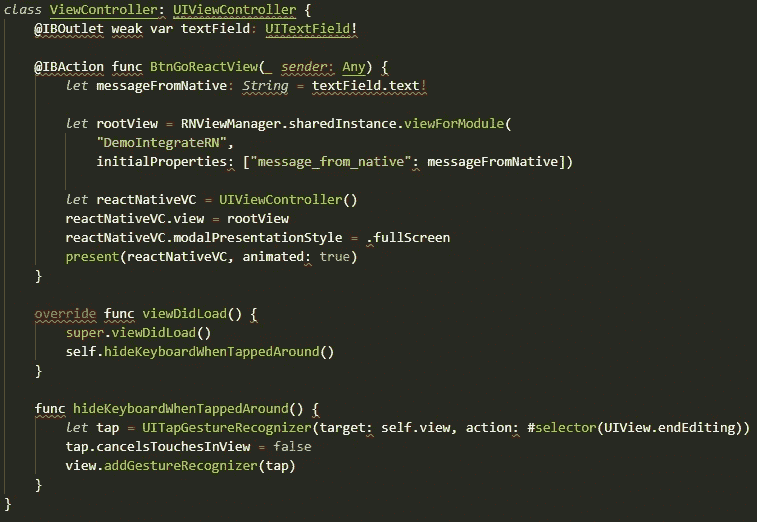 class ViewController: UIViewController {
    @IBOutlet weak var textField: UITextField!

    @IBAction func BtnGoReactView(_ sender: Any) {
        let messageFromNative: String = textField.text!

        let rootView = RNViewManager.sharedInstance.viewForModule(
            "DemoIntegrateRN",
            initialProperties: ["message_from_native": messageFromNative])

        let reactNativeVC = UIViewController()
        reactNativeVC.view = rootView
        reactNativeVC.modalPresentationStyle = .fullScreen
        present(reactNativeVC, animated: true)
    }

    override func viewDidLoad() {
        super.viewDidLoad()
        self.hideKeyboardWhenTappedAround()
    }

    func hideKeyboardWhenTappedAround() {
        let tap = UITapGestureRecognizer(target: self.view, action: #selector(UIView.endEditing))
        tap.cancelsTouchesInView = false
        view.addGestureRecognizer(tap)
    }
}